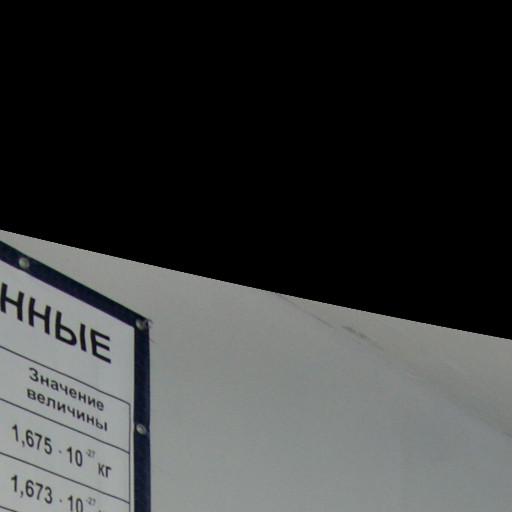 ННЫЕ
Значение
величины
1,675 · 10⁻²⁷ кг
1,673 · 10⁻²⁷